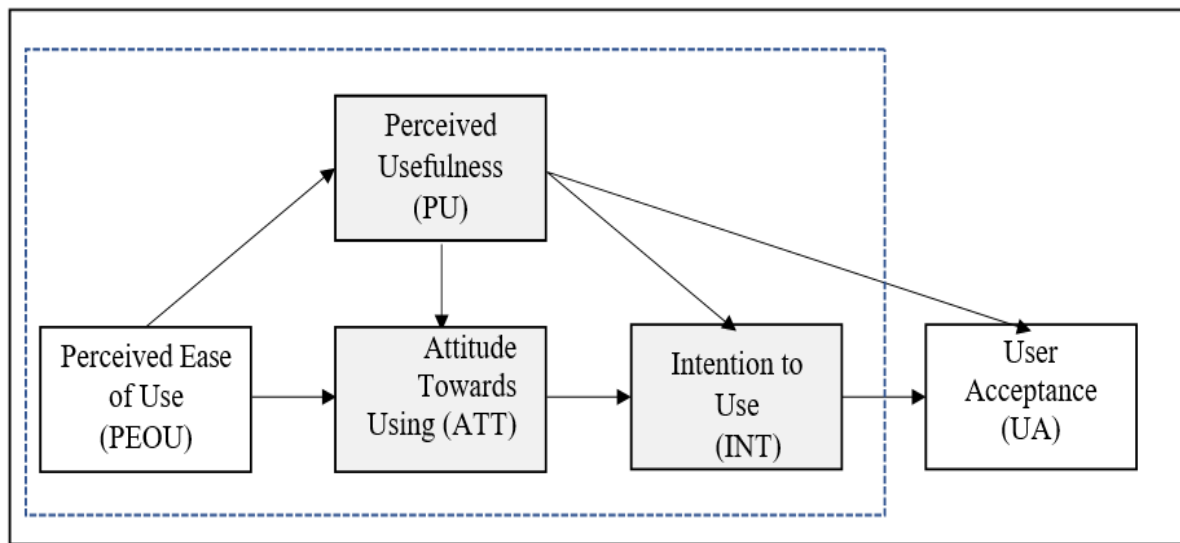 Perceived
Usefulness
(PU)
Perceived Ease
of Use
(PEOU)
Attitude
Towards
Using (ATT)
Intention to
Use
(INT)
User
Acceptance
(UA)